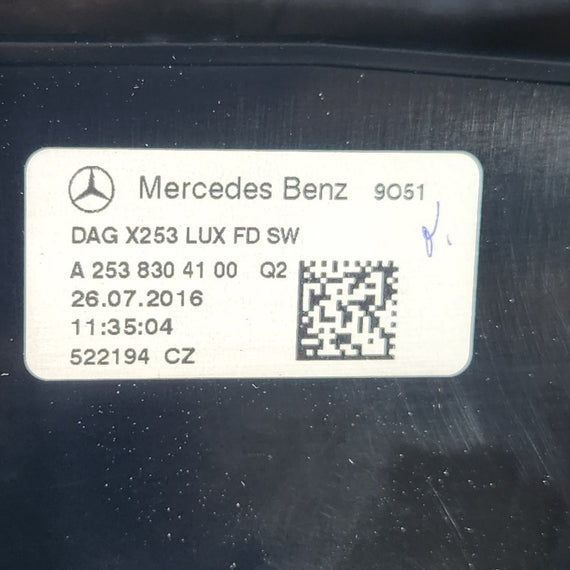 Mercedes Benz 9051
DAG X253 LUX FD SW
A 253 830 41 00 Q2
26.07.2016
11:35:04
522194 CZ